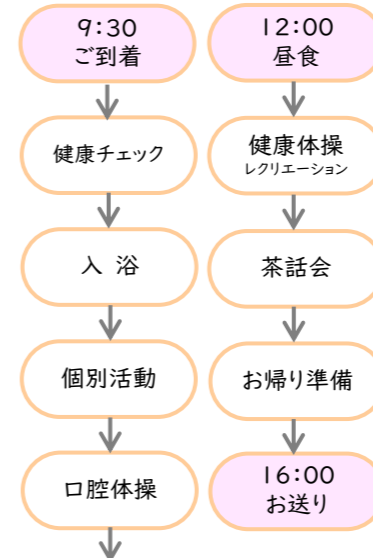 9:30
ご到着
健康チェック
入 浴
個別活動
口腔体操
12:00
昼食
健康体操
レクリエーション
茶話会
お帰り準備
16:00
お送り